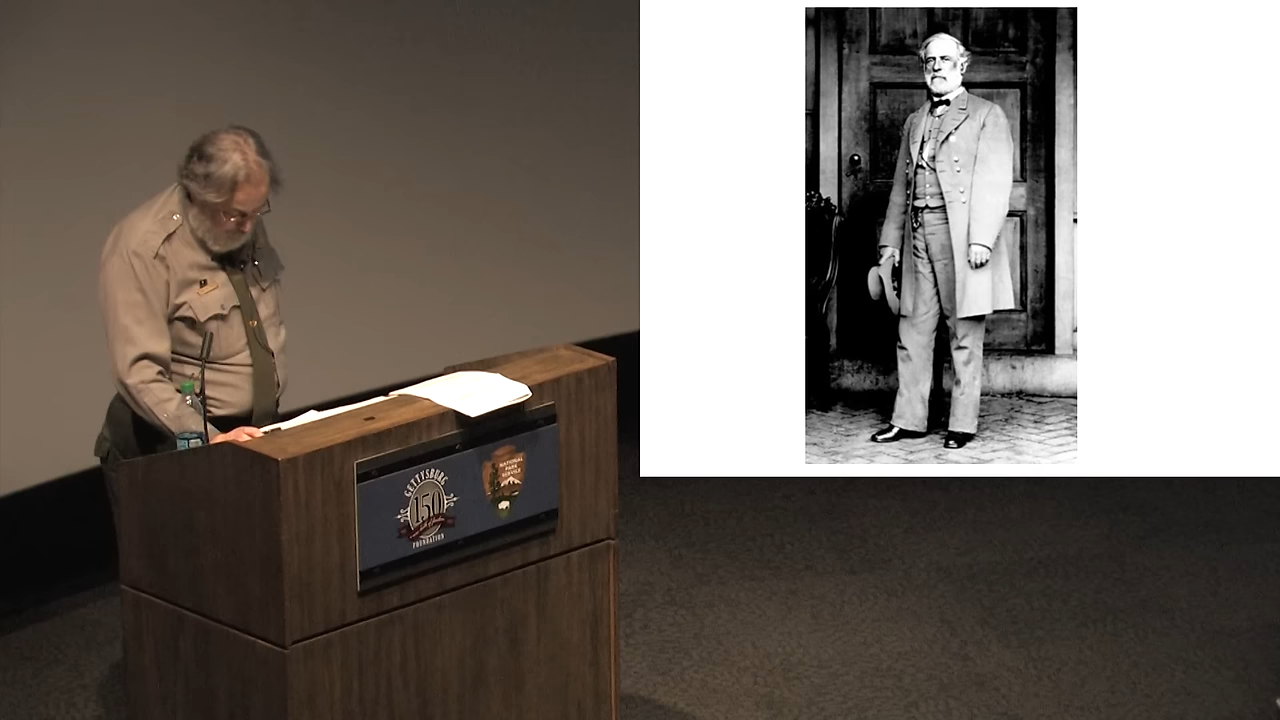 GETTYSBURG
150
FOUNDATION
NATIONAL
PARK
SERVICE